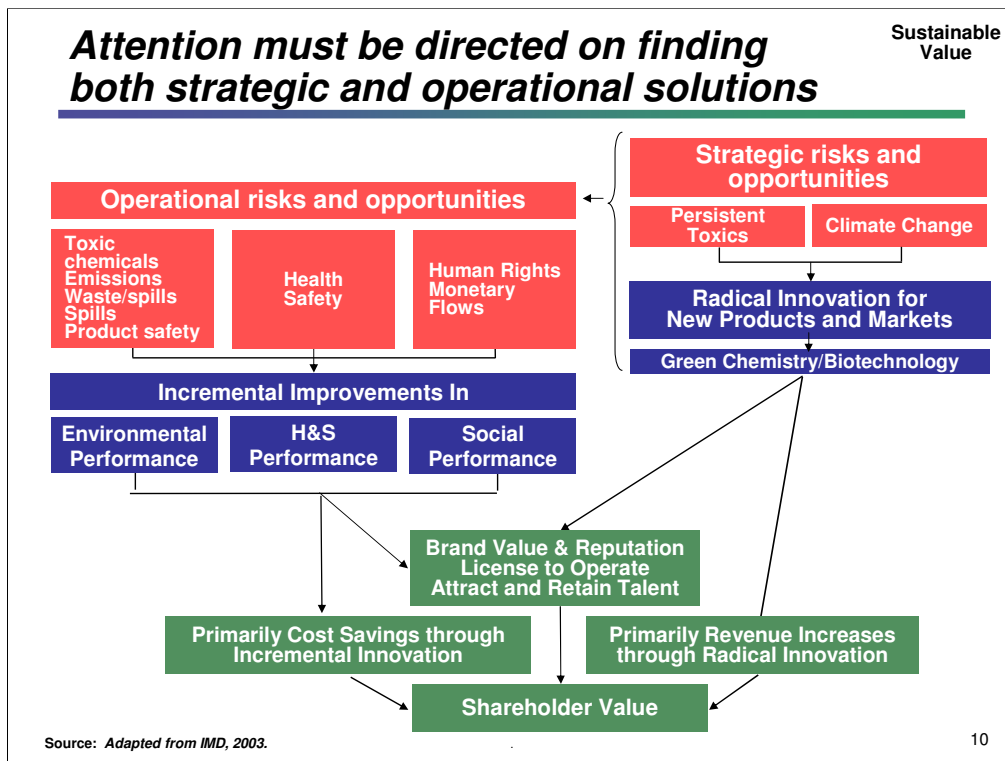 Attention must be directed on finding
both strategic and operational solutions
Sustainable
Value
Strategic risks and
opportunities
Operational risks and opportunities
Persistent
Toxics
Climate Change
Toxic
chemicals
Emissions
Waste/spills
Spills
Product safety
Health
Safety
Human Rights
Monetary
Flows
Radical Innovation for
New Products and Markets
Green Chemistry/Biotechnology
Incremental Improvements In
Environmental
Performance
H&S
Performance
Social
Performance
Brand Value & Reputation
License to Operate
Attract and Retain Talent
Primarily Cost Savings through
Incremental Innovation
Primarily Revenue Increases
through Radical Innovation
Shareholder Value
Source: Adapted from IMD, 2003.
.
10